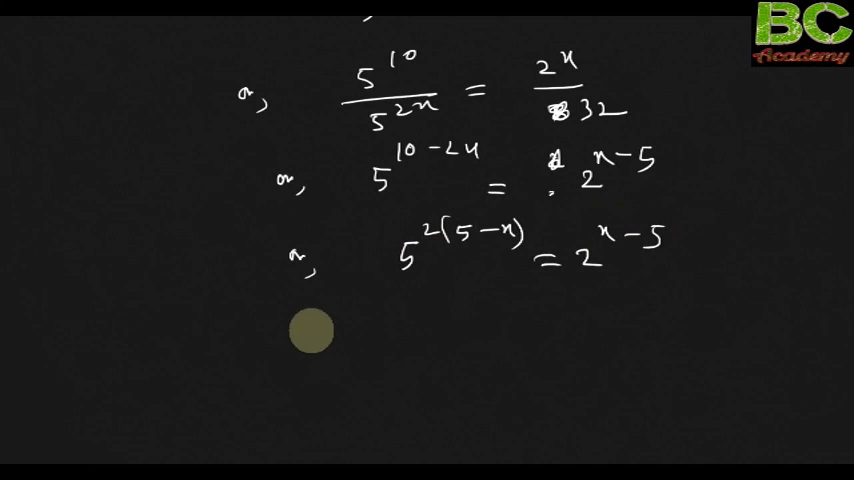 BC
Academy
or, 5^10 / 5^2x = 2^x / 32
or, 5^10-2x = 2^x-5
or, 5^2(5-x) = 2^x-5